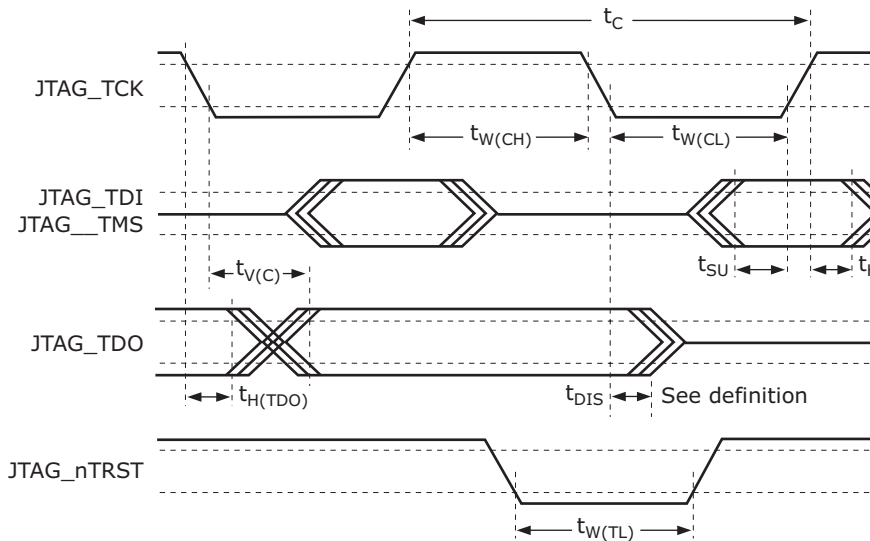 t_C
JTAG_TCK
t_W(CH)
t_W(CL)
JTAG_TDI
JTAG__TMS
t_V(C)
t_SU
t_H
JTAG_TDO
t_H(TDO)
t_DIS
See definition
JTAG_nTRST
t_W(TL)